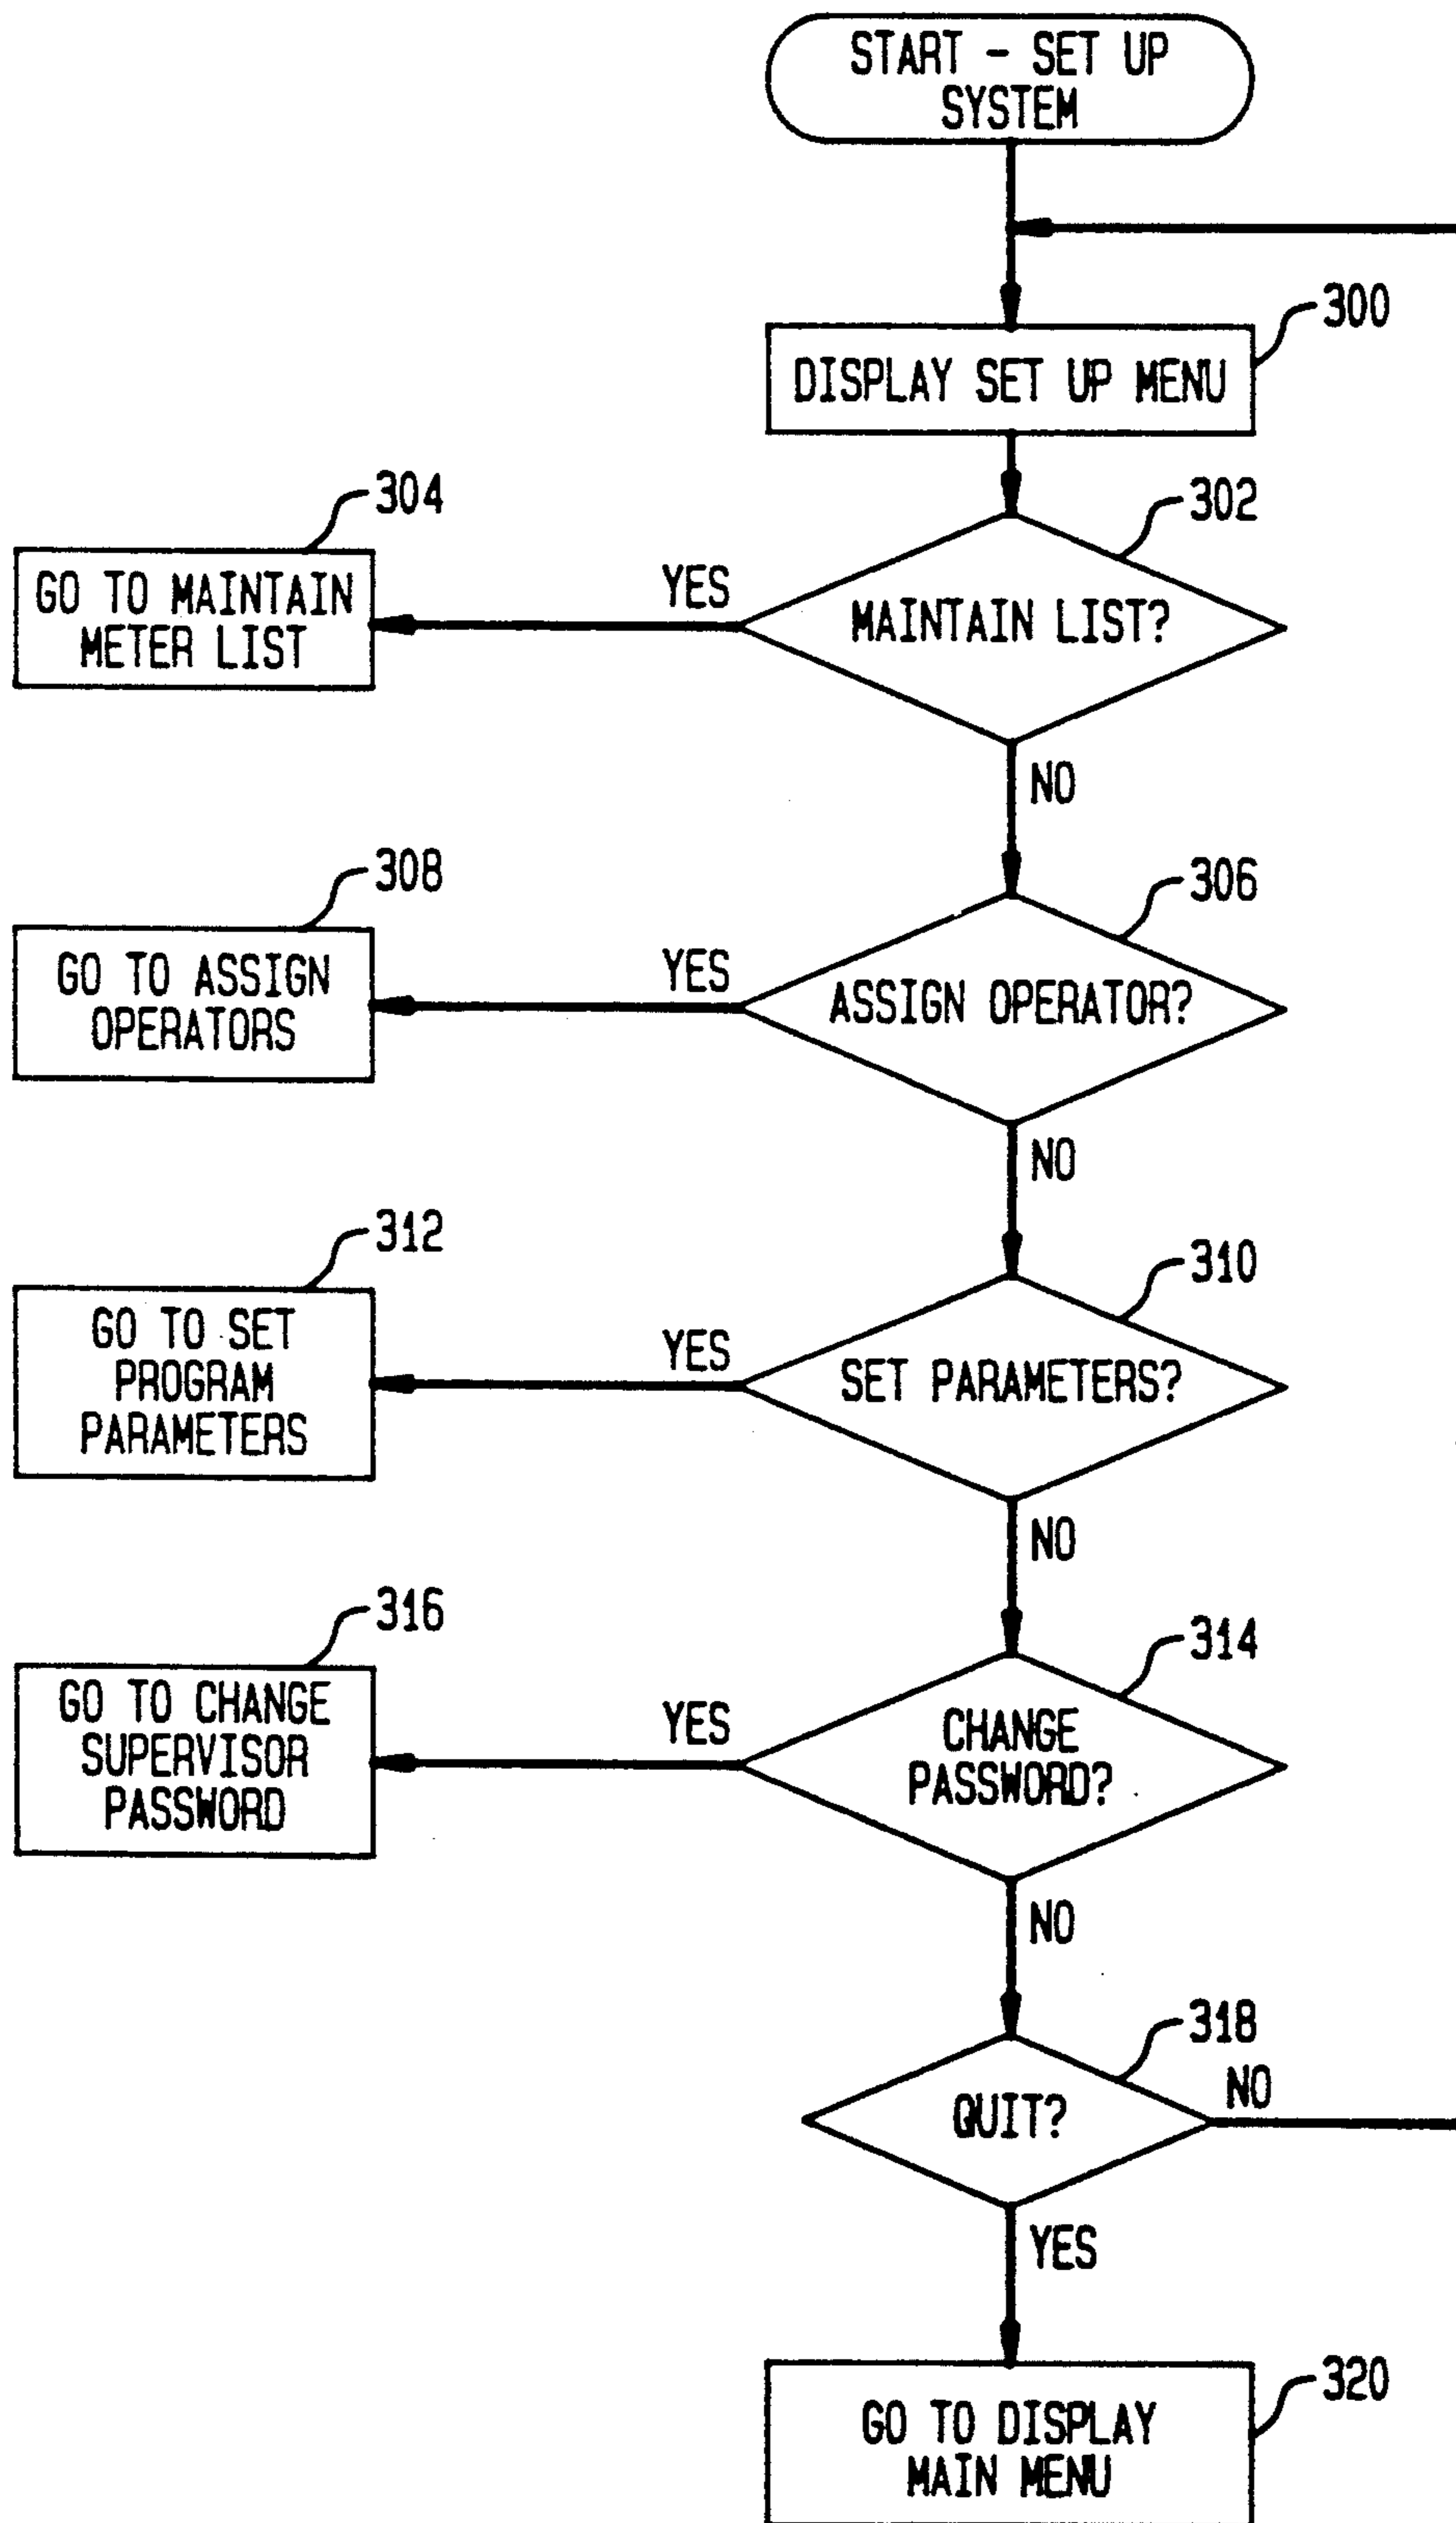 START - SET UP
SYSTEM
300
DISPLAY SET UP MENU
304
302
GO TO MAINTAIN
METER LIST
YES
MAINTAIN LIST?
NO
308
306
GO TO ASSIGN
OPERATORS
YES
ASSIGN OPERATOR?
NO
312
310
GO TO SET
PROGRAM
PARAMETERS
YES
SET PARAMETERS?
NO
316
314
GO TO CHANGE
SUPERVISOR
PASSWORD
YES
CHANGE
PASSWORD?
NO
318
QUIT?
NO
YES
320
GO TO DISPLAY
MAIN MENU